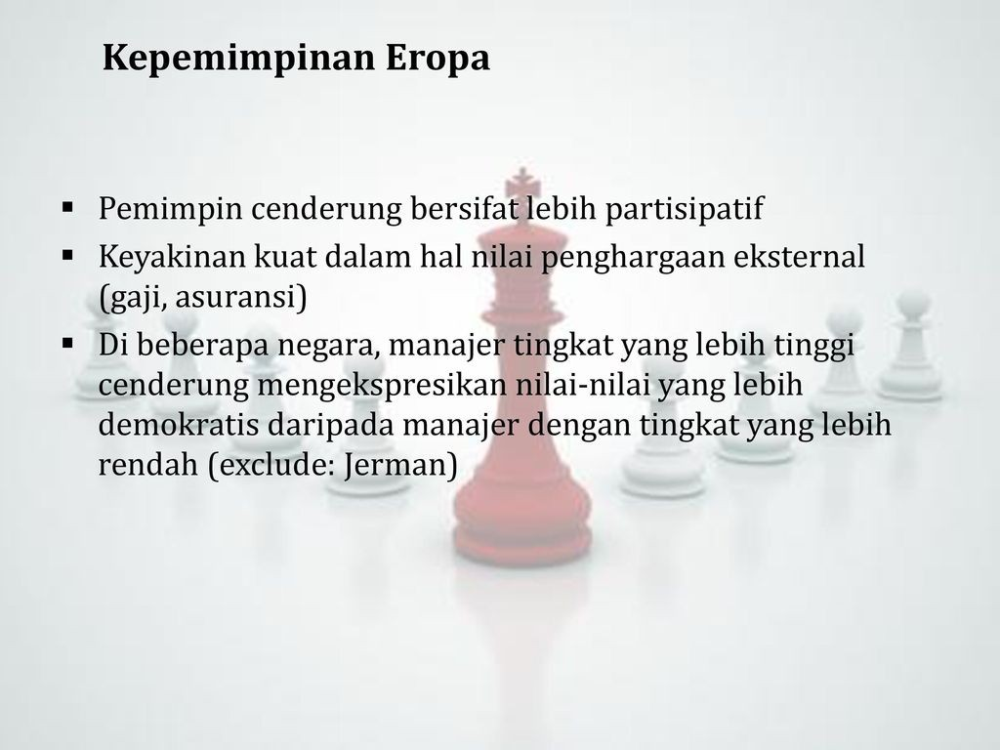 Kepemimpinan Eropa
▪ Pemimpin cenderung bersifat lebih partisipatif
▪ Keyakinan kuat dalam hal nilai penghargaan eksternal
(gaji, asuransi)
▪ Di beberapa negara, manajer tingkat yang lebih tinggi
cenderung mengekspresikan nilai-nilai yang lebih
demokratis daripada manajer dengan tingkat yang lebih
rendah (exclude: Jerman)